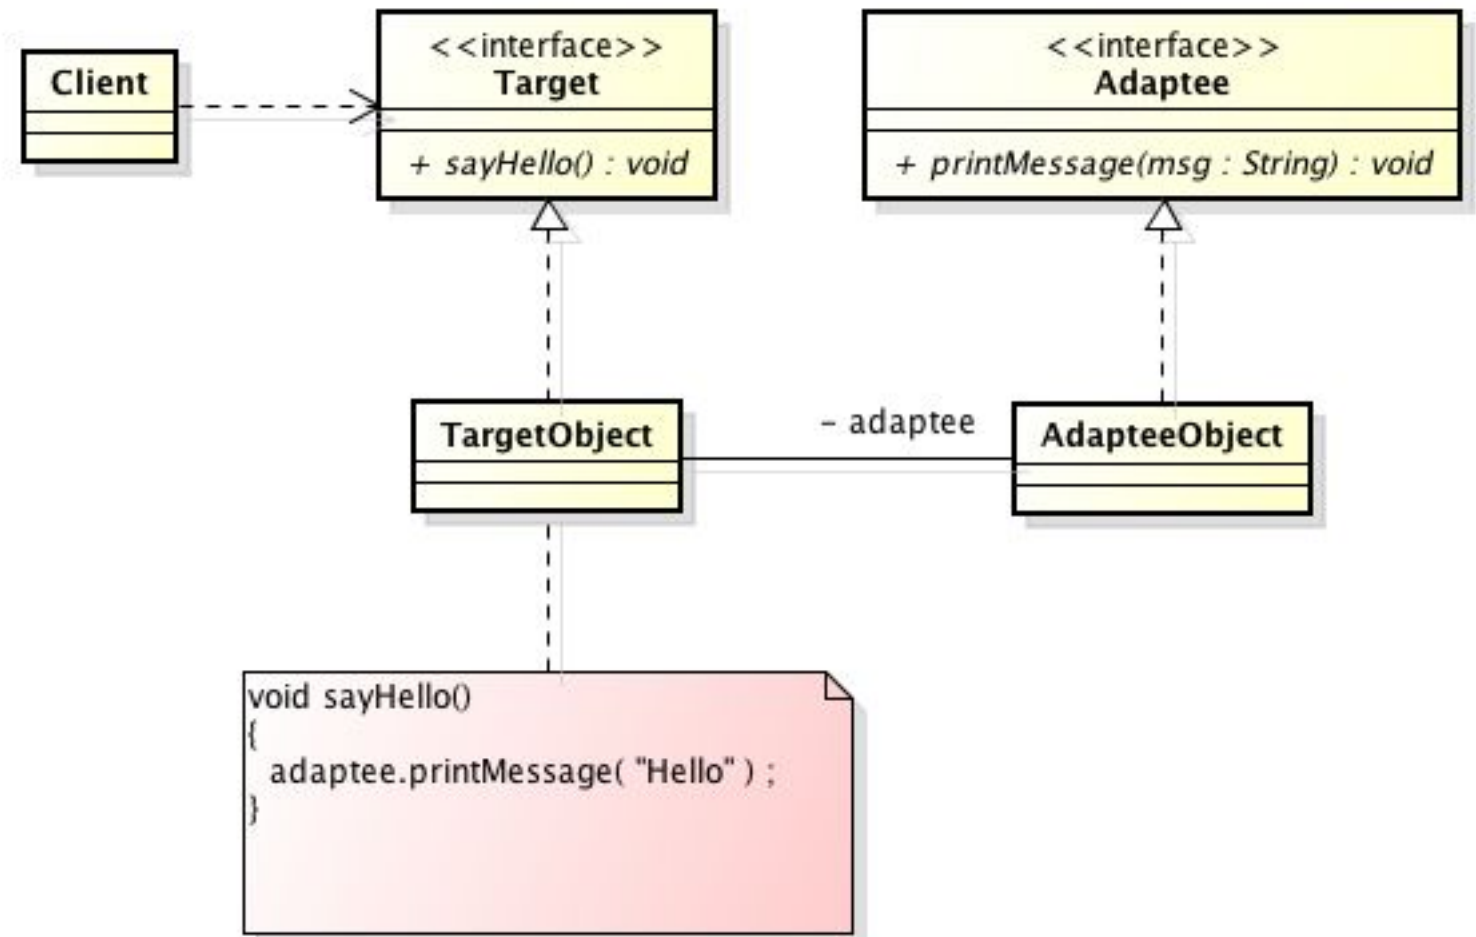 Client
<<interface>>
Target
+ sayHello() : void
<<interface>>
Adaptee
+ printMessage(msg : String) : void
TargetObject
- adaptee
AdapteeObject
void sayHello()
{
adaptee.printMessage( "Hello" ) ;
}